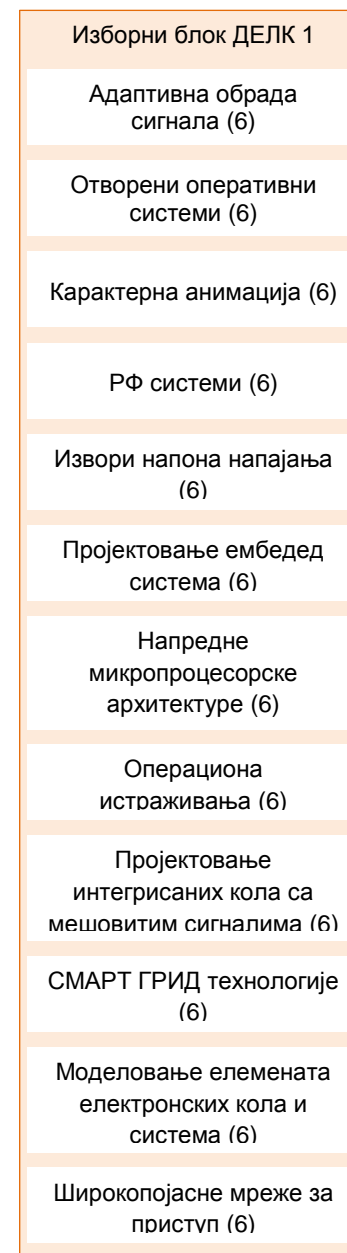 Изборни блок ДЕЛК 1
Адаптивна обрада
сигнала (6)
Отворени оперативни
системи (6)
Карактерна анимација (6)
РФ системи (6)
Извори напона напајања
(6)
Пројектовање ембедед
система (6)
Напредне
микропроцесорске
архитектуре (6)
Операциона
истраживања (6)
Пројектовање
интегрисаних кола са
мешовитим сигналима (6)
СМАРТ ГРИД технологије
(6)
Моделовање елемената
електронских кола и
система (6)
Широкопојасне мреже за
приступ (6)